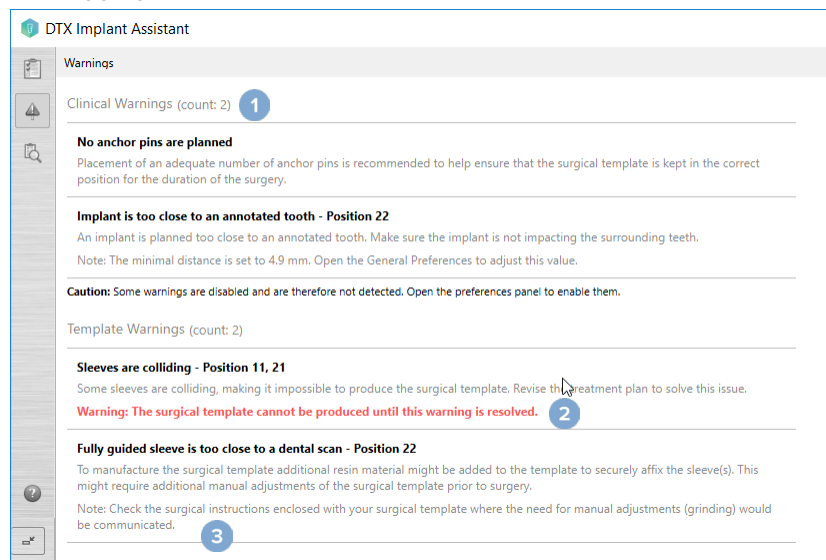 DTX Implant Assistant
Warnings
Clinical Warnings (count: 2) 1
No anchor pins are planned
Placement of an adequate number of anchor pins is recommended to help ensure that the surgical template is kept in the correct
position for the duration of the surgery.
Implant is too close to an annotated tooth - Position 22
An implant is planned too close to an annotated tooth. Make sure the implant is not impacting the surrounding teeth.
Note: The minimal distance is set to 4.9 mm. Open the General Preferences to adjust this value.
Caution: Some warnings are disabled and are therefore not detected. Open the preferences panel to enable them.
Template Warnings (count: 2)
Sleeves are colliding - Position 11, 21
Some sleeves are colliding, making it impossible to produce the surgical template. Revise the treatment plan to solve this issue.
Warning: The surgical template cannot be produced until this warning is resolved. 2
Fully guided sleeve is too close to a dental scan - Position 22
To manufacture the surgical template additional resin material might be added to the template to securely affix the sleeve(s). This
might require additional manual adjustments of the surgical template prior to surgery.
Note: Check the surgical instructions enclosed with your surgical template where the need for manual adjustments (grinding) would
be communicated. 3
?